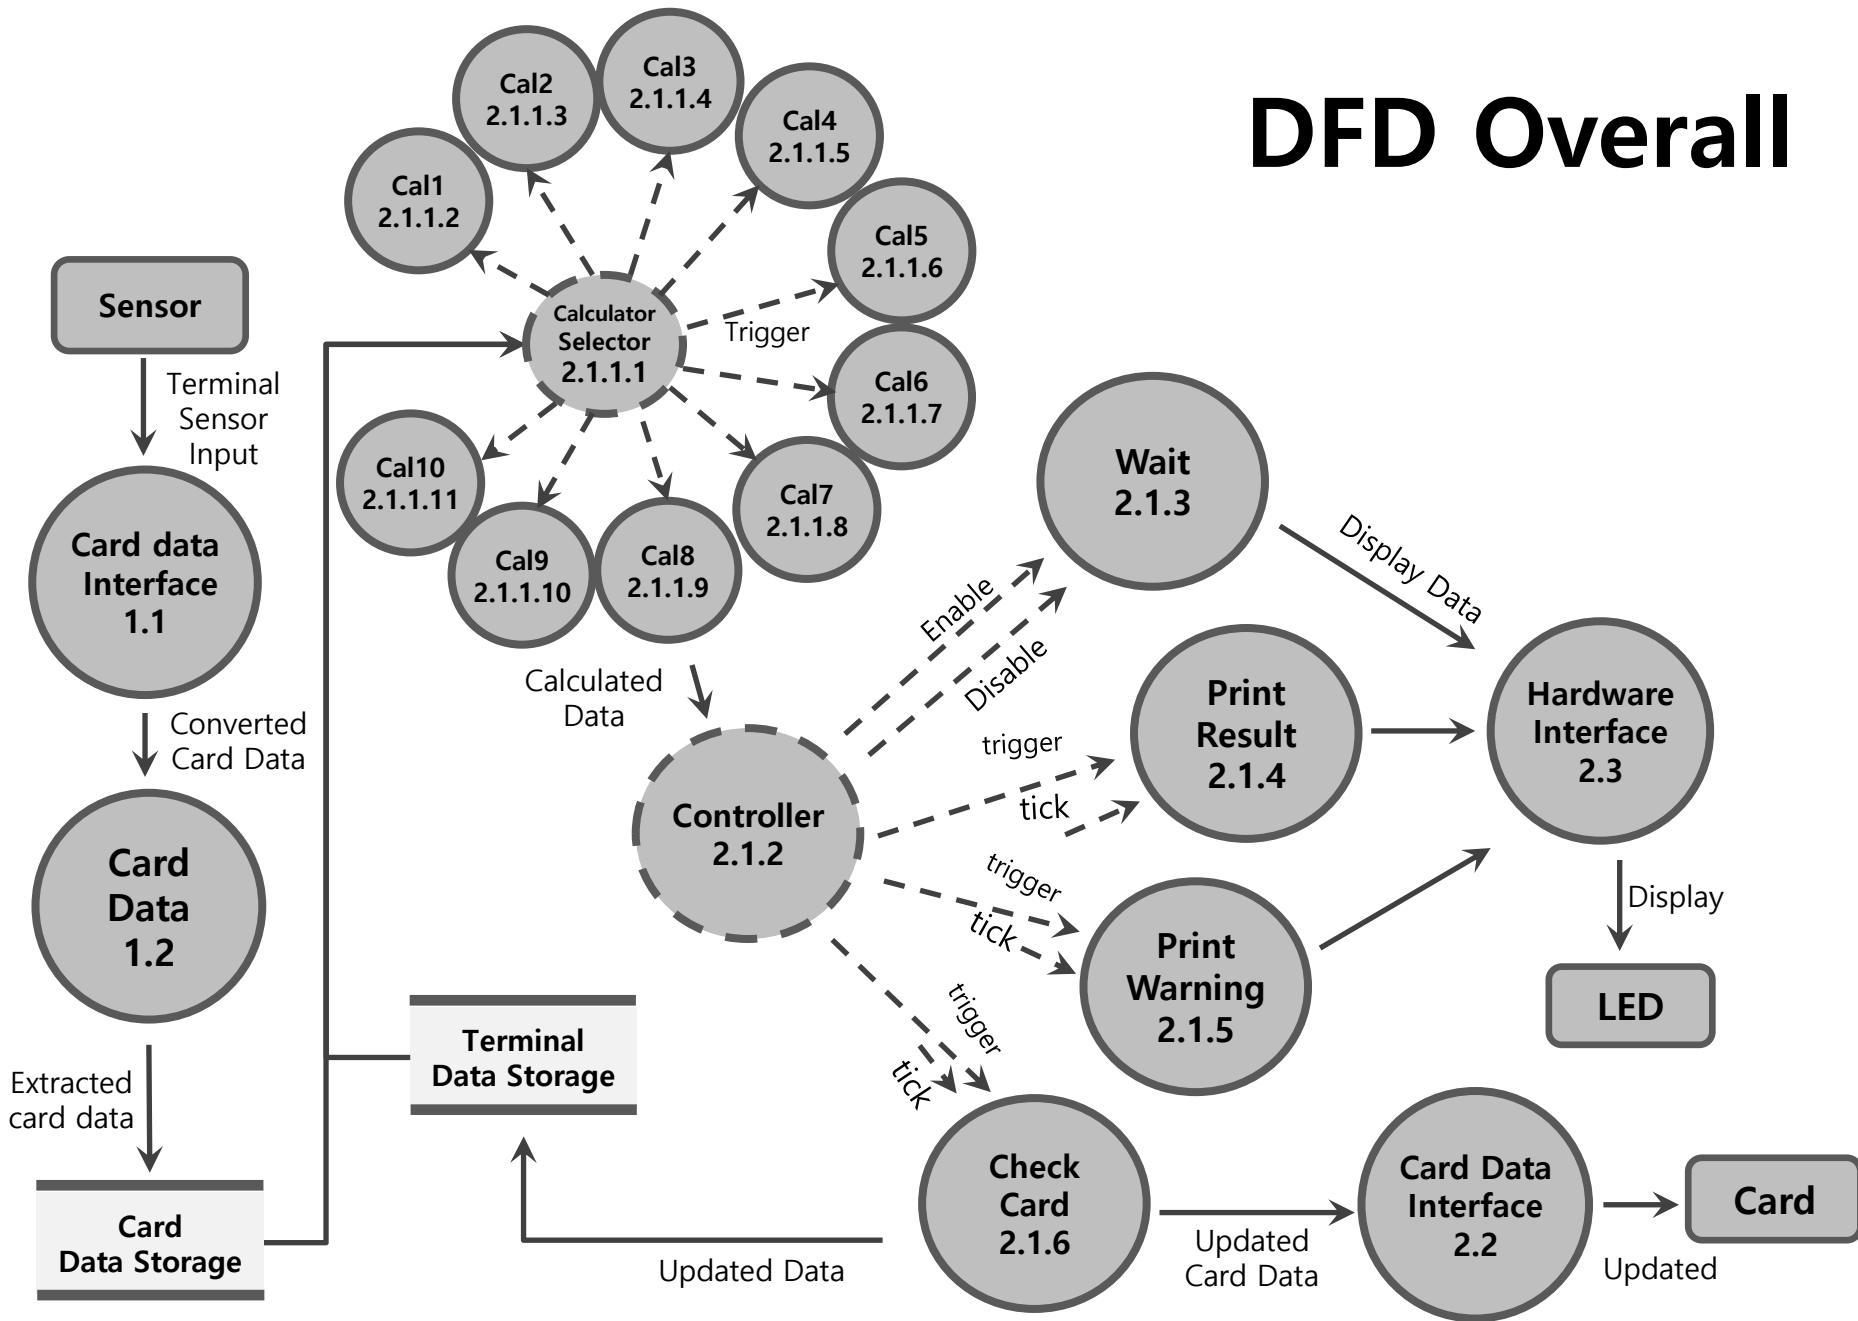 DFD Overall
Cal1
2.1.1.2
Cal2
2.1.1.3
Cal3
2.1.1.4
Cal4
2.1.1.5
Cal5
2.1.1.6
Cal6
2.1.1.7
Cal7
2.1.1.8
Cal8
2.1.1.9
Cal9
2.1.1.10
Cal10
2.1.1.11
Calculator
Selector
2.1.1.1
Trigger
Sensor
Terminal
Sensor
Input
Card data
Interface
1.1
Converted
Card Data
Card
Data
1.2
Extracted
card data
Card
Data Storage
Terminal
Data Storage
Calculated
Data
Controller
2.1.2
Enable
Disable
trigger
tick
trigger
tick
trigger
tick
Wait
2.1.3
Display Data
Print
Result
2.1.4
Hardware
Interface
2.3
Print
Warning
2.1.5
Display
LED
Check
Card
2.1.6
Updated Data
Updated
Card Data
Card Data
Interface
2.2
Updated
Card